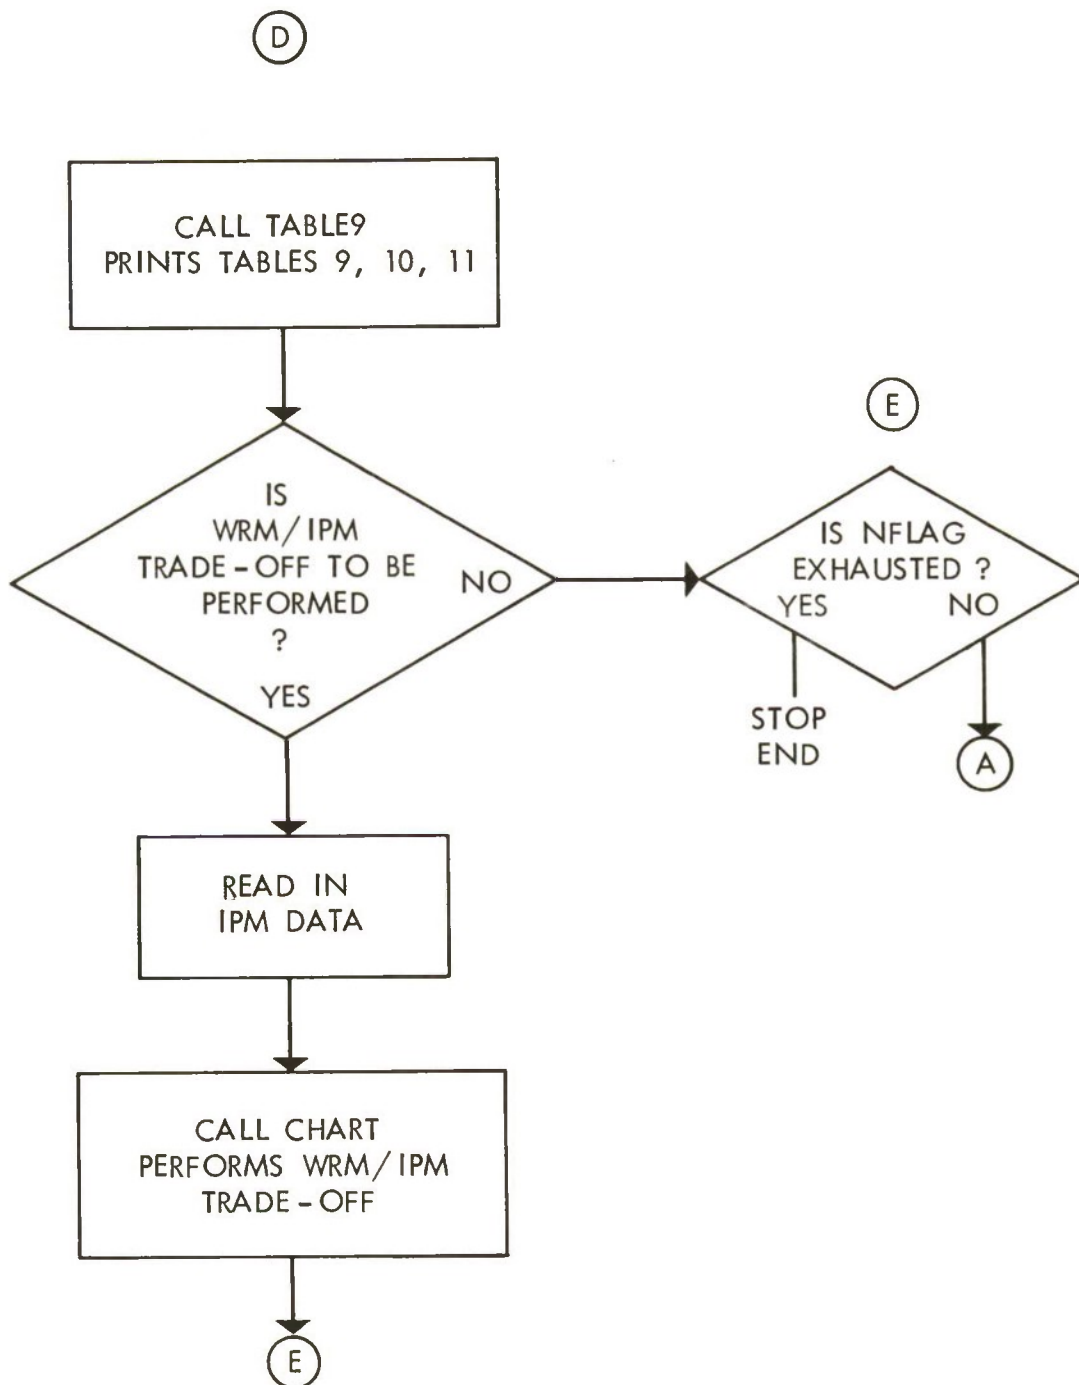 D
CALL TABLE9
PRINTS TABLES 9, 10, 11
IS
WRM/IPM
TRADE-OFF TO BE
PERFORMED
?
NO
YES
E
IS NFLAG
EXHAUSTED ?
YES NO
STOP
END
A
READ IN
IPM DATA
CALL CHART
PERFORMS WRM/IPM
TRADE-OFF
E